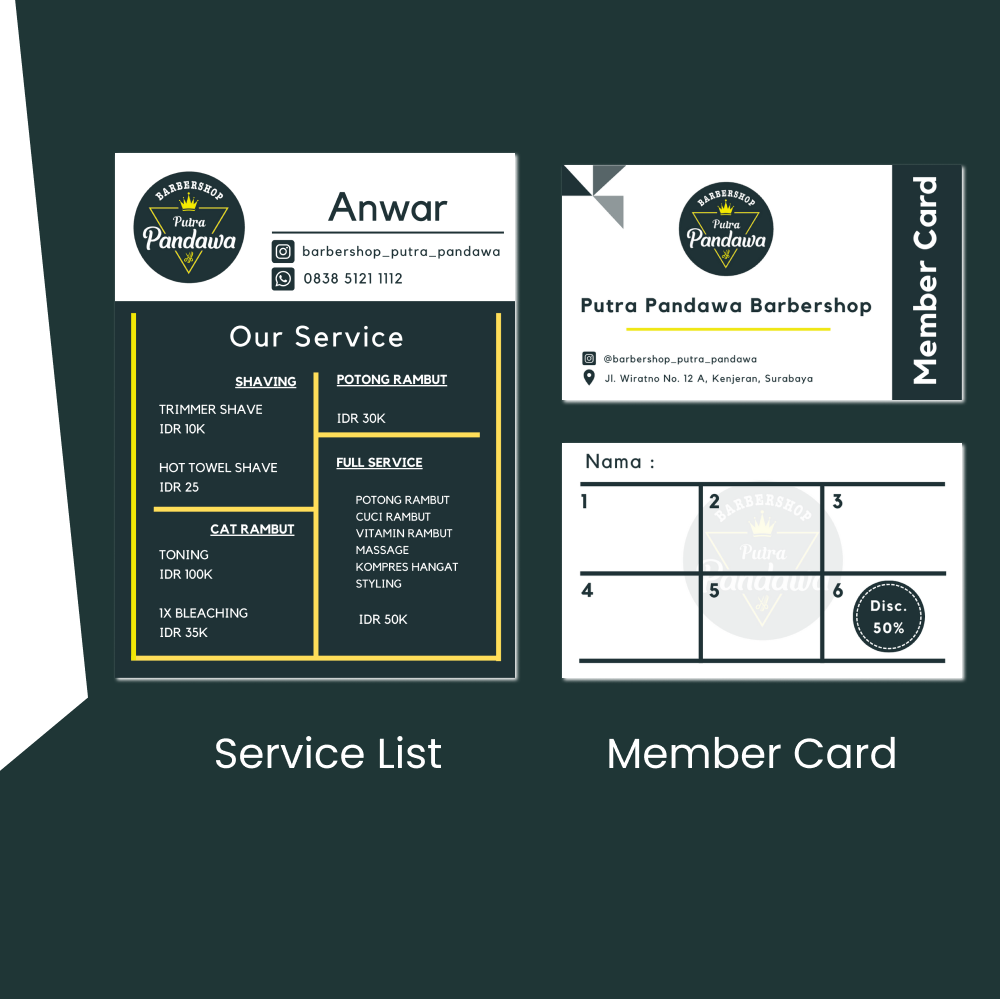 BARBERSHOP
Putra
Pandawa
Anwar
barbershop_putra_pandawa
0838 5121 1112
Our Service
SHAVING
TRIMMER SHAVE
IDR 10K
HOT TOWEL SHAVE
IDR 25
CAT RAMBUT
TONING
IDR 100K
1X BLEACHING
IDR 35K
POTONG RAMBUT
IDR 30K
FULL SERVICE
POTONG RAMBUT
CUCI RAMBUT
VITAMIN RAMBUT
MASSAGE
KOMPRES HANGAT
STYLING
IDR 50K
Service List
BARBERSHOP
Putra
Pandawa
Putra Pandawa Barbershop
@barbershop_putra_pandawa
Jl. Wiratno No. 12 A, Kenjeran, Surabaya
Member Card
Nama :
1
2
3
BARBERSHOP
Putra
Pandawa
4
5
6
Disc.
50%
Member Card